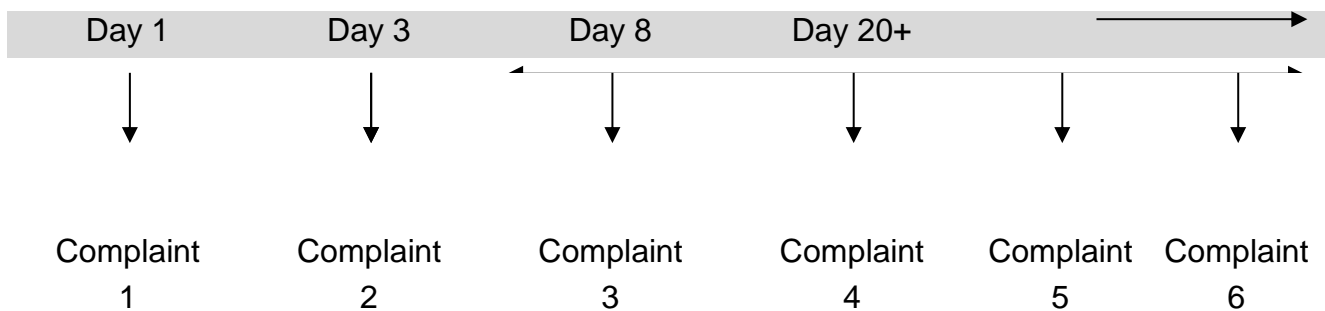 Day 1 Day 3 Day 8 Day 20+
Complaint Complaint Complaint Complaint Complaint Complaint
1 2 3 4 5 6